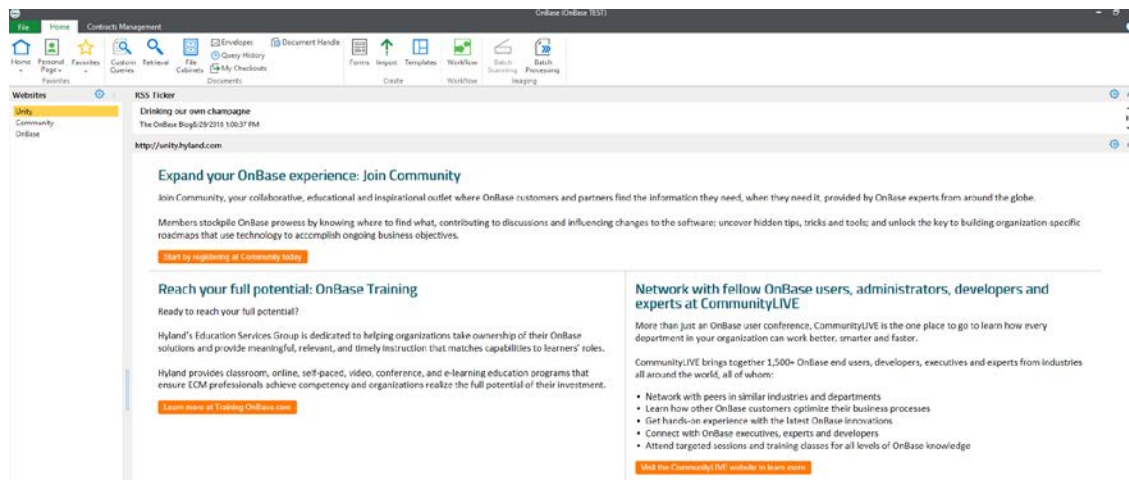 OnBase (OnBase TEST)
File Home Contracts Management
Home Personal Page Favorites Custom Queries Retrieval File Cabinets Envelopes Query History My Checkouts Document Handle Forms Import Templates Workflow Batch Scanning Batch Processing
Favorites Documents Create Workflow Imaging
Websites
Unity
Community
OnBase
RSS Ticker
Drinking our own champagne
The OnBase Blog
1:00:37 PM
http://unity.hyland.com
Expand your OnBase experience: Join Community
Join Community, your collaborative, educational and inspirational outlet where OnBase customers and partners find the information they need, when they need it, provided by OnBase experts from around the globe.
Members stockpile OnBase prowess by knowing where to find what, contributing to discussions and influencing changes to the software; uncover hidden tips, tricks and tools; and unlock the key to building organization-specific
roadmaps that use technology to accomplish ongoing business objectives.
Start by registering at Community today
Reach your full potential: OnBase Training
Ready to reach your full potential?
Hyland's Education Services Group is dedicated to helping organizations take ownership of their OnBase
solutions and provide meaningful, relevant, and timely instruction that matches capabilities to learners' roles.
Hyland provides classroom, online, self-paced, video, conference, and e-learning education programs that
ensure ECM professionals achieve competency and organizations realize the full potential of their investment.
Learn more at Training.OnBase.com
Network with fellow OnBase users, administrators, developers and
experts at CommunityLIVE
More than just an OnBase user conference, CommunityLIVE is the one place to go to learn how every
department in your organization can work better, smarter and faster.
CommunityLIVE brings together 1,500+ OnBase end users, developers, executives and experts from industries
all around the world, all of whom:
• Network with peers in similar industries and departments
• Learn how other OnBase customers optimize their business processes
• Get hands-on experience with the latest OnBase innovations
• Connect with OnBase executives, experts and developers
• Attend targeted sessions and training classes for all levels of OnBase knowledge
Visit the CommunityLIVE website to learn more